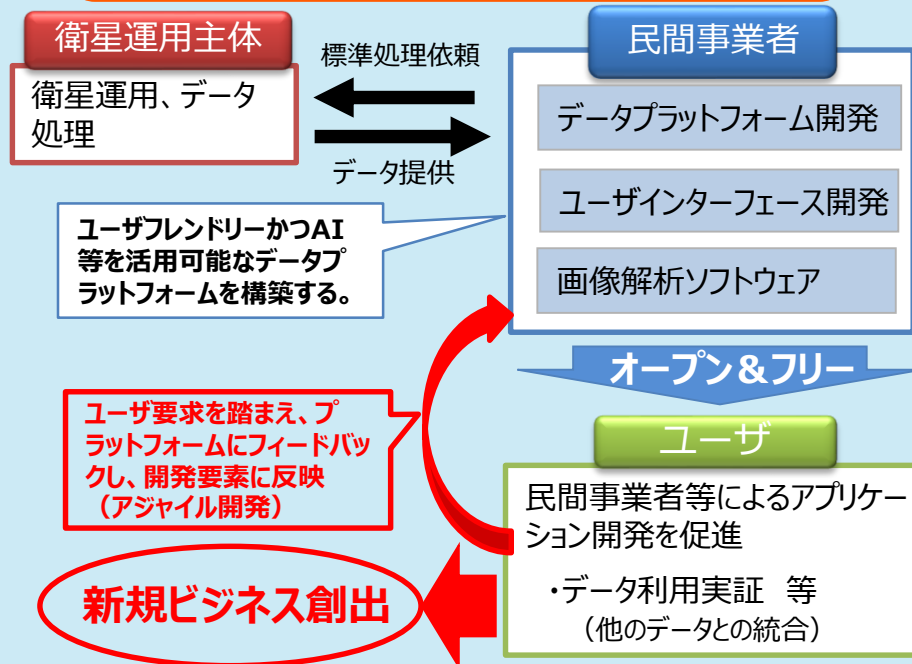 衛星運用主体
衛星運用、データ
処理
標準処理依頼
データ提供
民間事業者
データプラットフォーム開発
ユーザインターフェース開発
画像解析ソフトウェア
ユーザフレンドリーかつAI
等を活用可能なデータプ
ラットフォームを構築する。
オープン＆フリー
ユーザ要求を踏まえ、プ
ラットフォームにフィードバッ
クし、開発要素に反映
（アジャイル開発）
ユーザ
民間事業者等によるアプリケー
ション開発を促進
・データ利用実証　等
（他のデータとの統合）
新規ビジネス創出